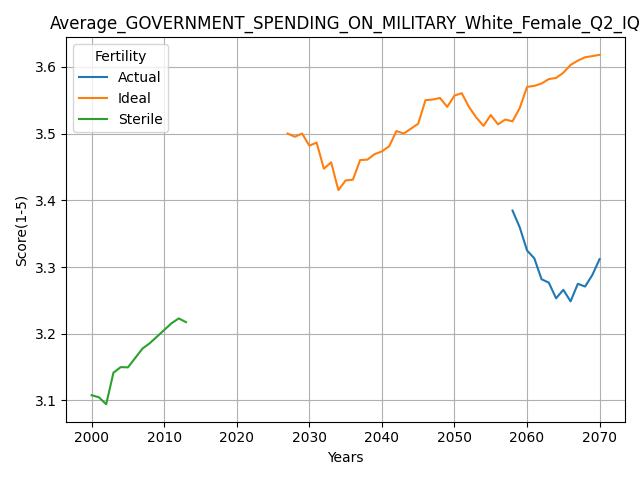 Average_GOVERNMENT_SPENDING_ON_MILITARY_White_Female_Q2_IQ
Fertility
Actual
Ideal
Sterile
Score(1-5)
3.6
3.5
3.4
3.3
3.2
3.1
2000 2010 2020 2030 2040 2050 2060 2070
Years